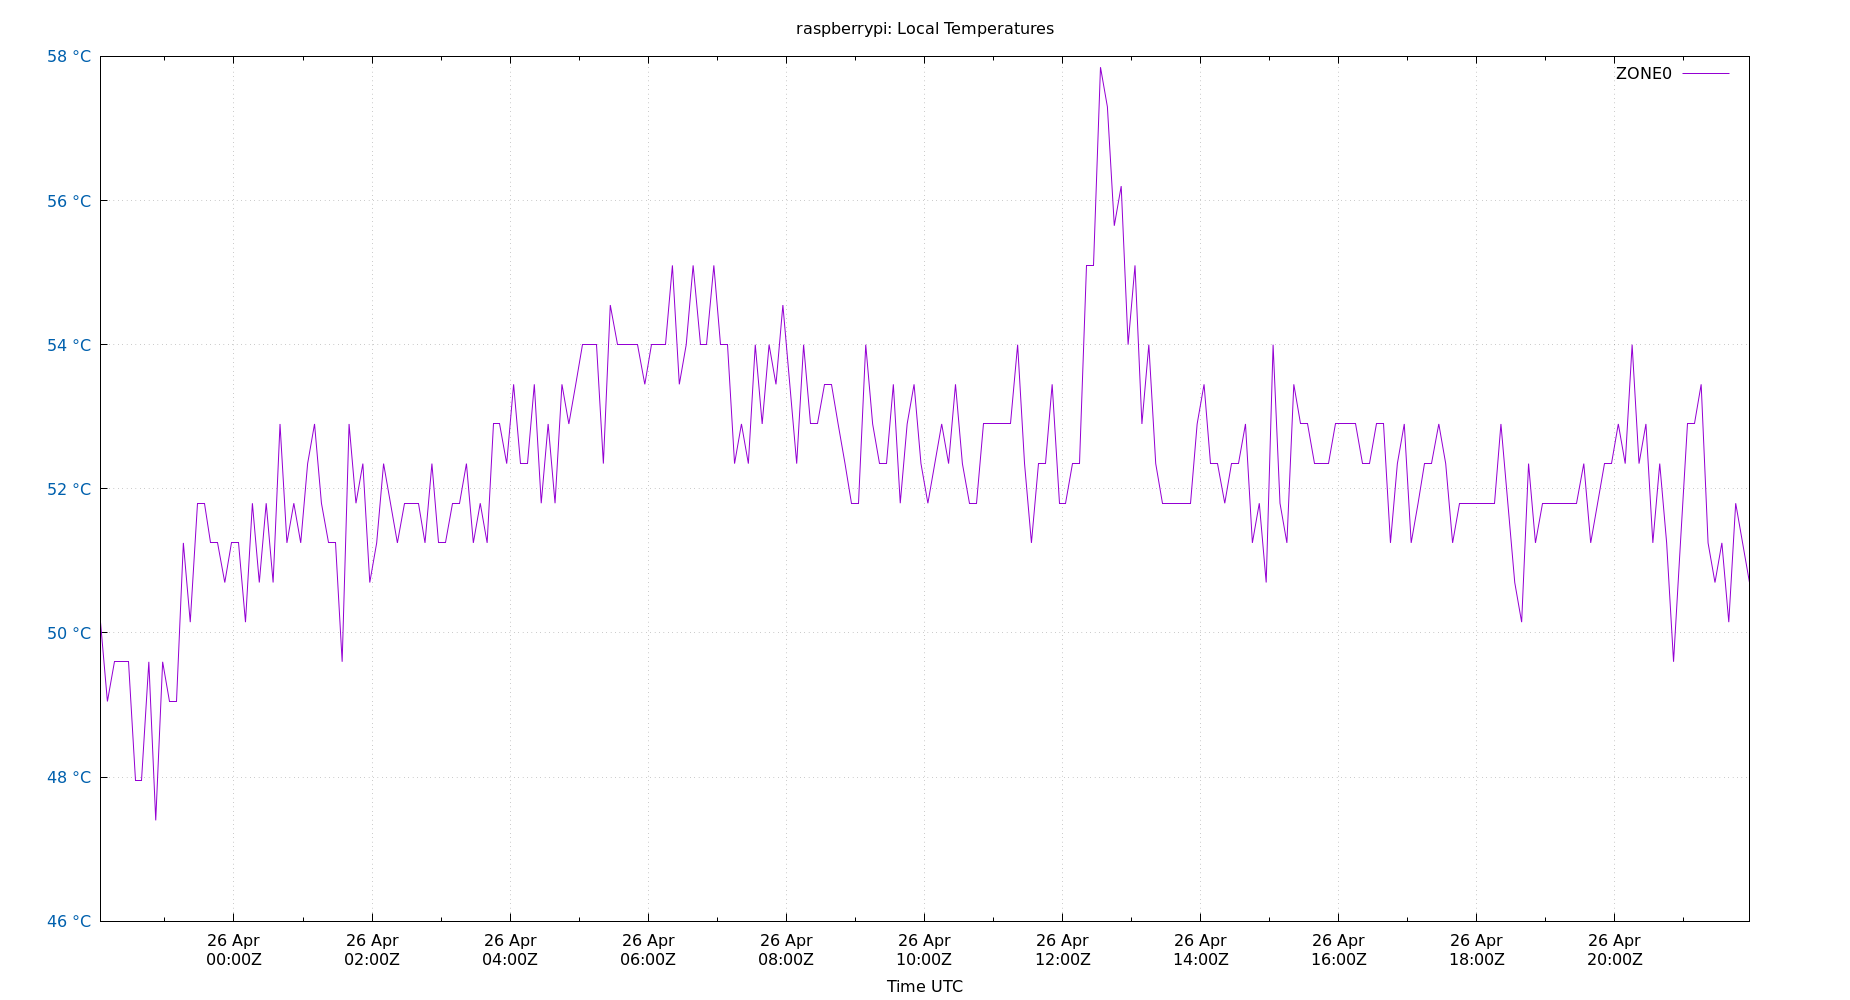 raspberrypi: Local Temperatures
58 °C
ZONE0
56 °C
54 °C
52 °C
50 °C
48 °C
46 °C
26 Apr 26 Apr 26 Apr 26 Apr 26 Apr 26 Apr 26 Apr 26 Apr 26 Apr 26 Apr 26 Apr
00:00Z 02:00Z 04:00Z 06:00Z 08:00Z 10:00Z 12:00Z 14:00Z 16:00Z 18:00Z 20:00Z
Time UTC